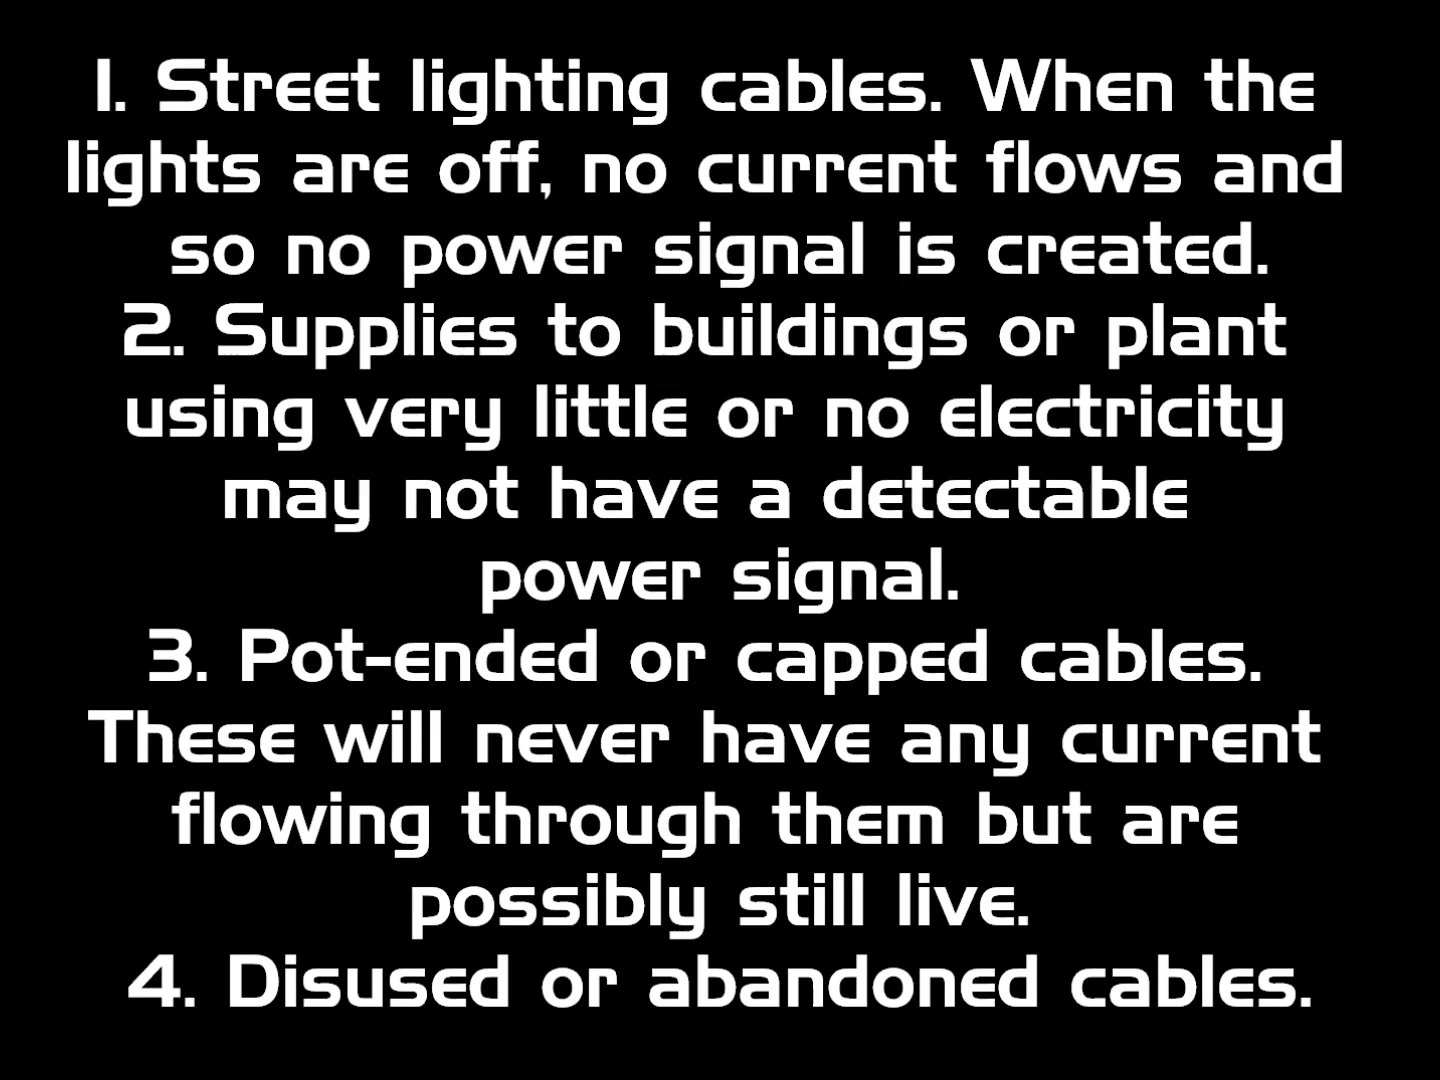 1. Street lighting cables. When the
lights are off, no current flows and
so no power signal is created.
2. Supplies to buildings or plant
using very little or no electricity
may not have a detectable
power signal.
3. Pot-ended or capped cables.
These will never have any current
flowing through them but are
possibly still live.
4. Disused or abandoned cables.